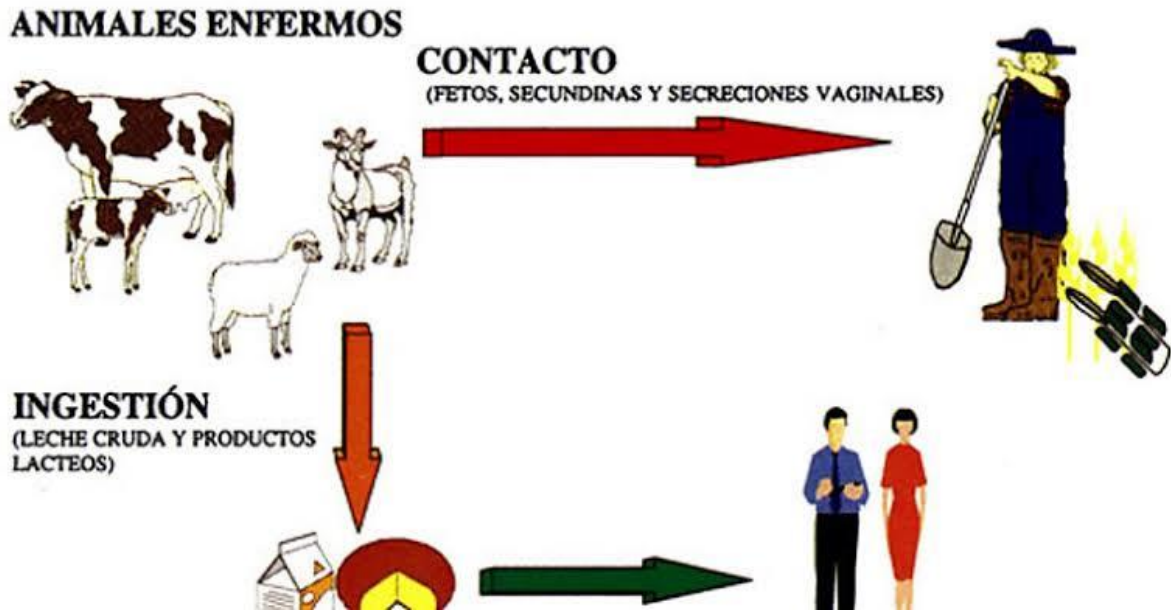 ANIMALES ENFERMOS
CONTACTO
(FETOS, SECUNDINAS Y SECRECIONES VAGINALES)
INGESTIÓN
(LECHE CRUDA Y PRODUCTOS
LACTEOS)